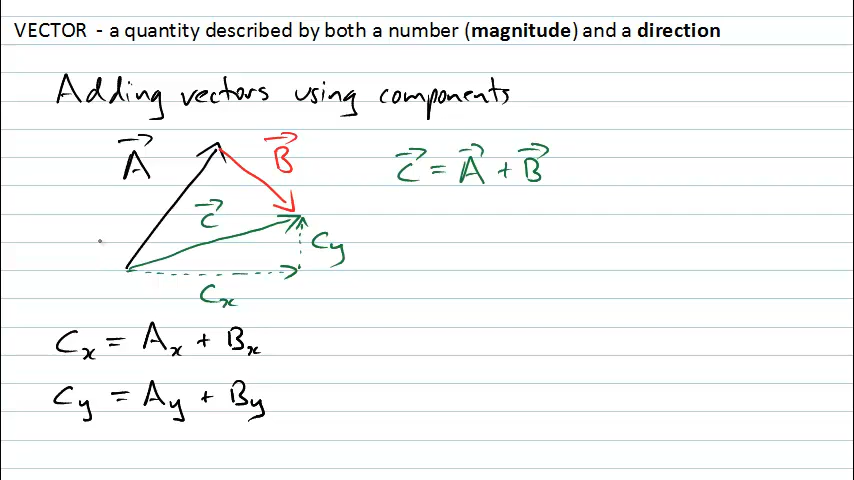 VECTOR - a quantity described by both a number (magnitude) and a direction
Adding vectors using components
A⃗
B⃗
C⃗ = A⃗ + B⃗
C⃗
Cy
Cx
Cx = Ax + Bx
Cy = Ay + By